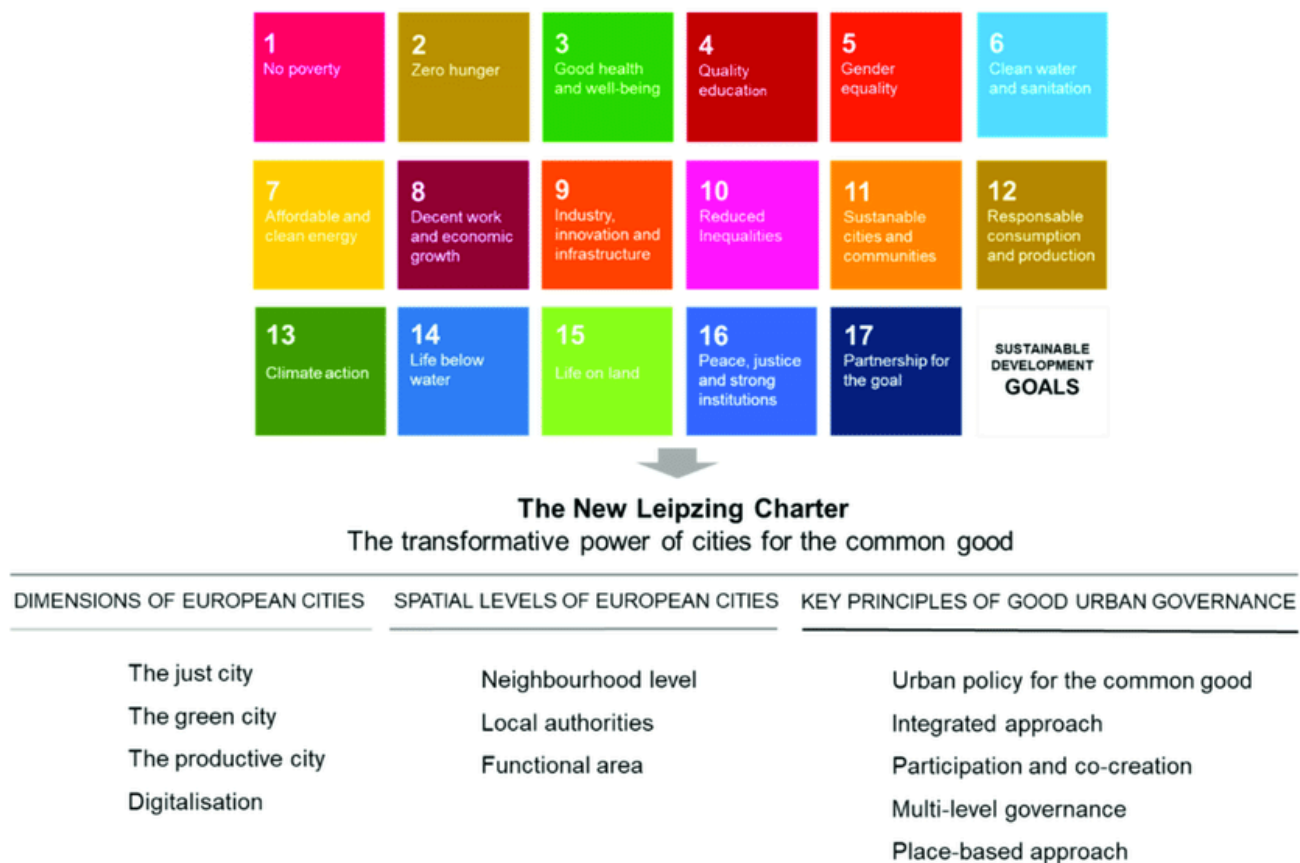 1
No poverty
2
Zero hunger
3
Good health
and well-being
4
Quality
education
5
Gender
equality
6
Clean water
and sanitation
7
Affordable and
clean energy
8
Decent work
and economic
growth
9
Industry,
innovation and
infrastructure
10
Reduced
Inequalities
11
Sustanable
cities and
communities
12
Responsable
consumption
and production
13
Climate action
14
Life below
water
15
Life on land
16
Peace, justice
and strong
institutions
17
Partnership for
the goal
SUSTAINABLE
DEVELOPMENT
GOALS
The New Leipzing Charter
The transformative power of cities for the common good
DIMENSIONS OF EUROPEAN CITIES
The just city
The green city
The productive city
Digitalisation
SPATIAL LEVELS OF EUROPEAN CITIES
Neighbourhood level
Local authorities
Functional area
KEY PRINCIPLES OF GOOD URBAN GOVERNANCE
Urban policy for the common good
Integrated approach
Participation and co-creation
Multi-level governance
Place-based approach